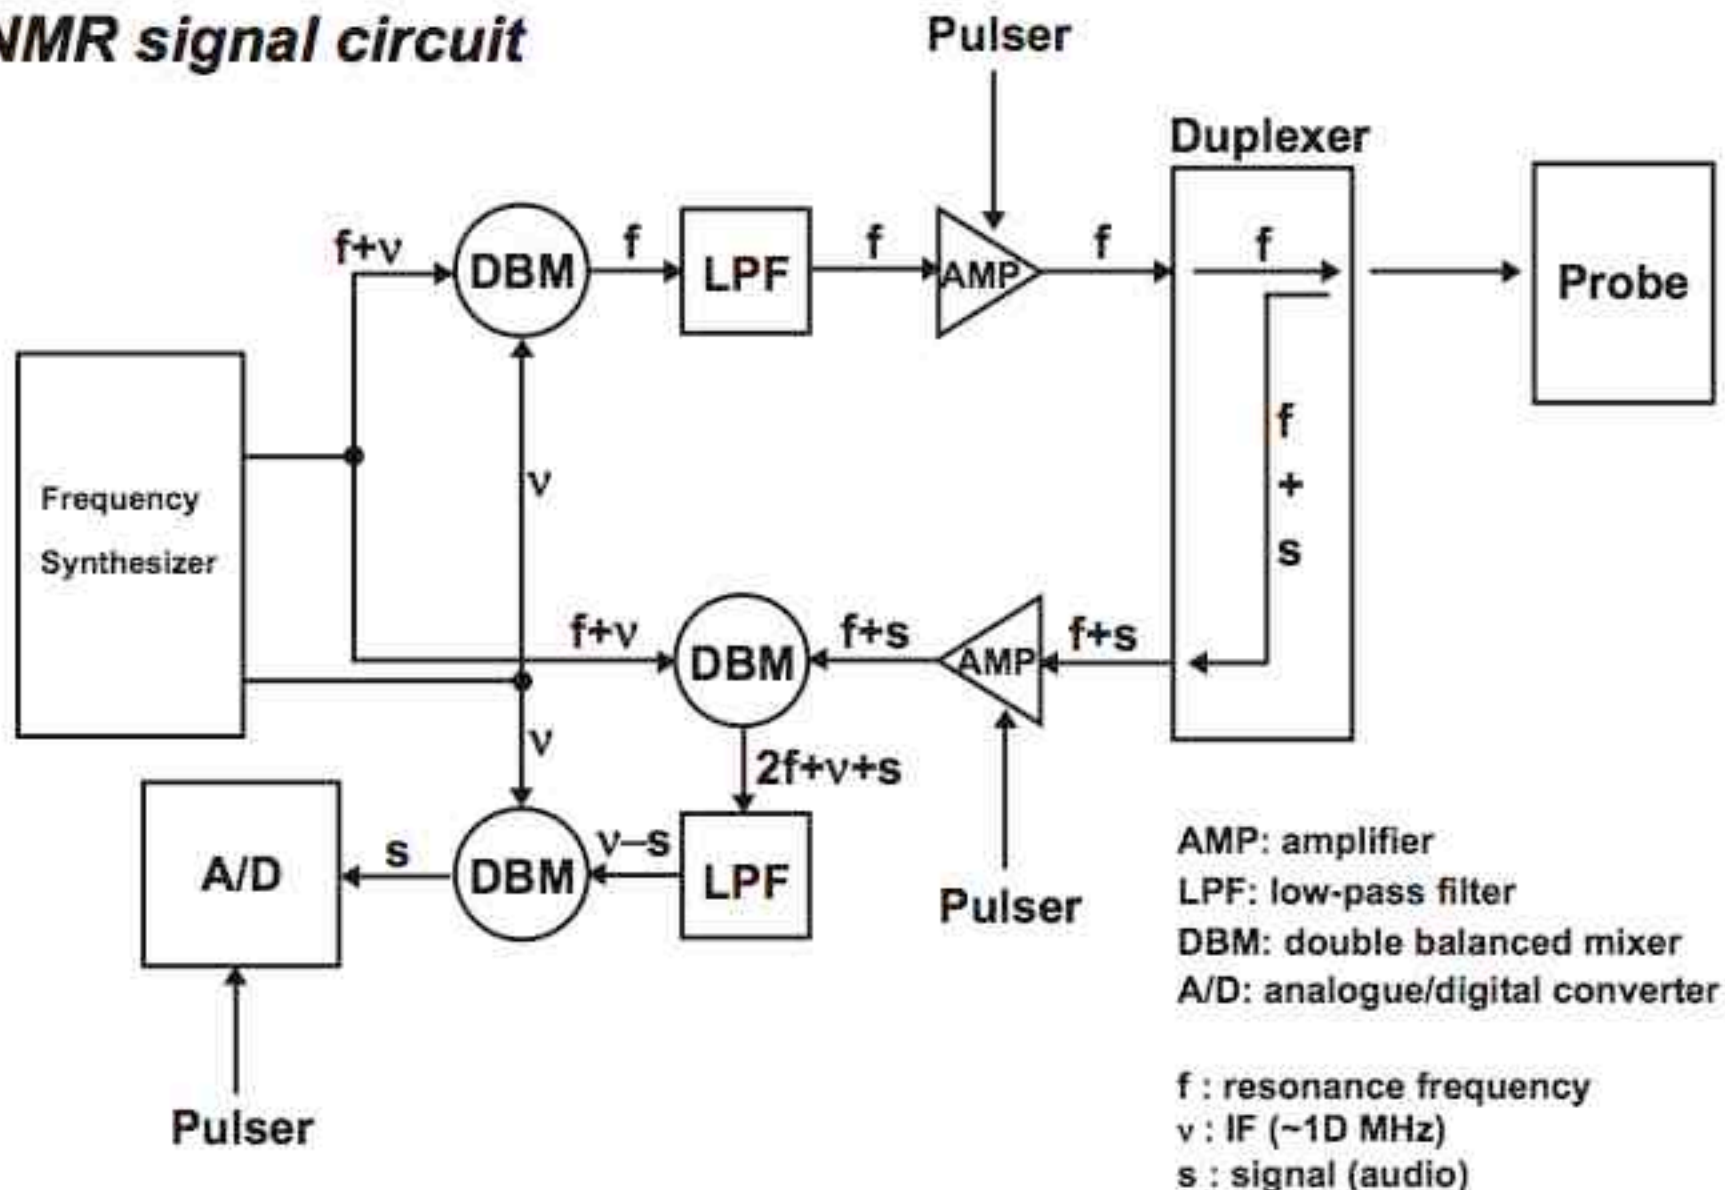 NMR signal circuit
Pulser
Duplexer
f+ν
DBM
f
LPF
f
AMP
f
f
Probe
Frequency
Synthesizer
ν
f
+
s
f+ν
DBM
f+s
AMP
f+s
ν
2f+ν+s
A/D
s
DBM
ν–s
LPF
Pulser
Pulser
AMP: amplifier
LPF: low-pass filter
DBM: double balanced mixer
A/D: analogue/digital converter
f : resonance frequency
ν : IF (~1D MHz)
s : signal (audio)